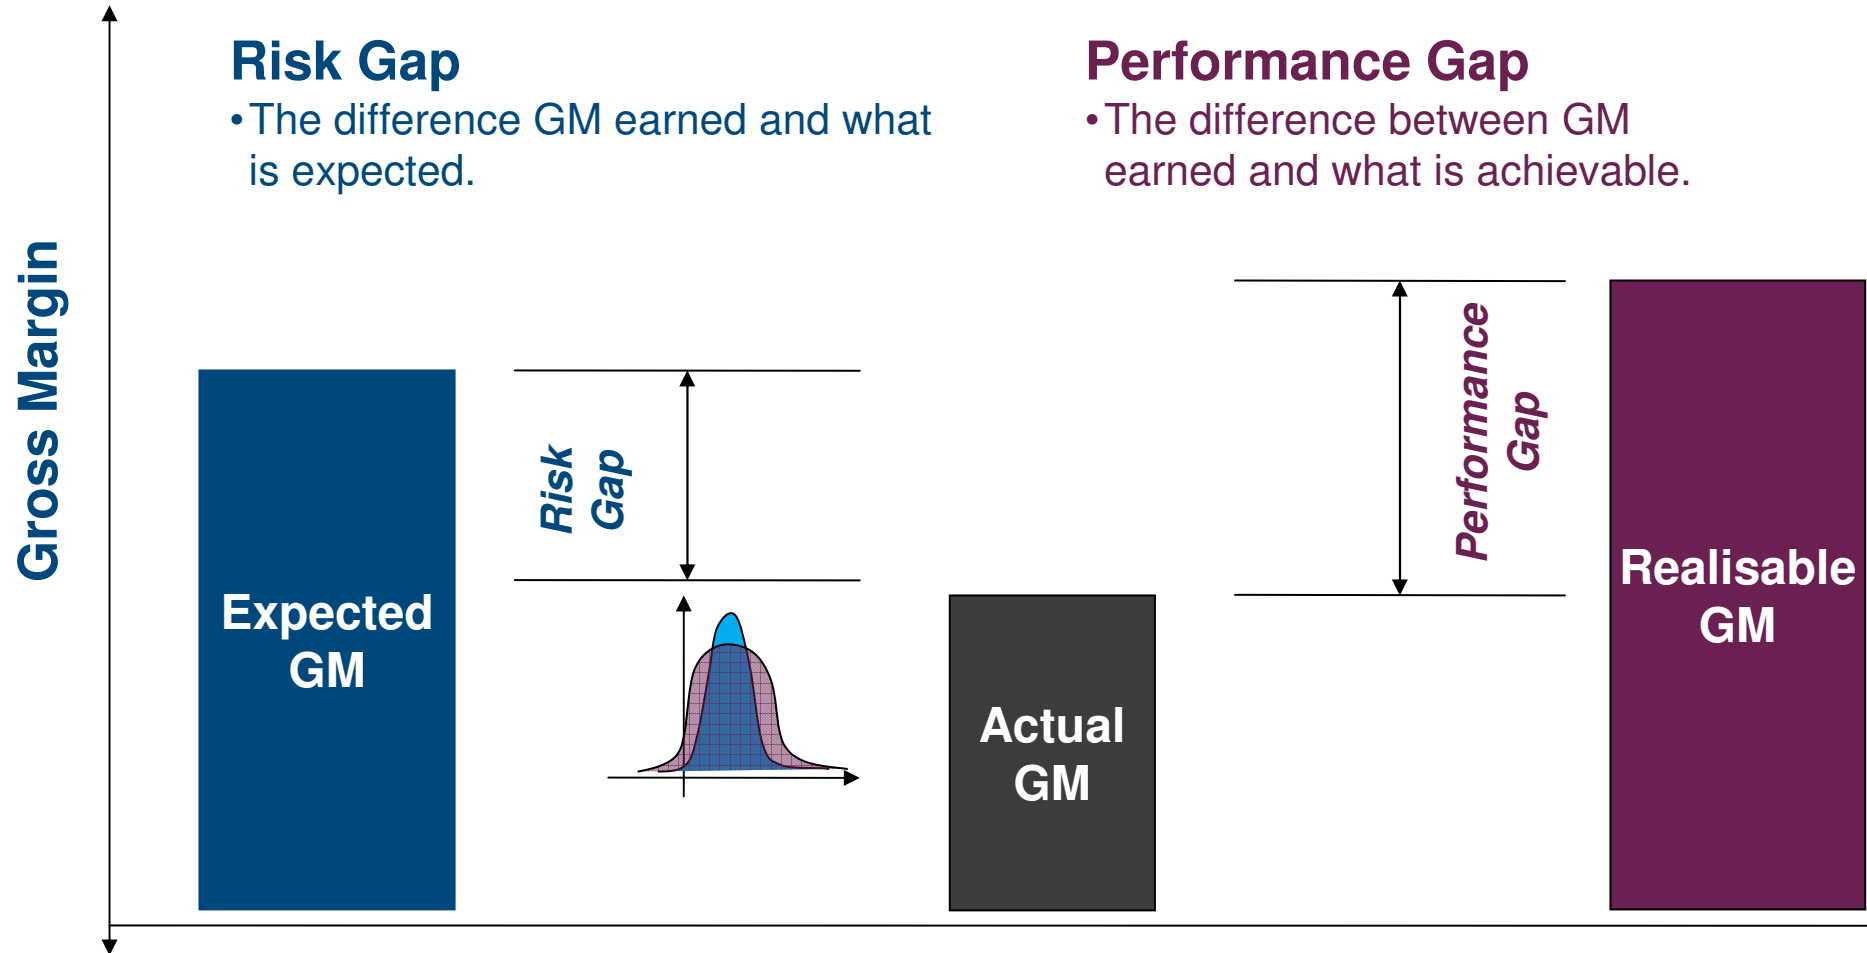 Risk Gap
•The difference GM earned and what
is expected.
Performance Gap
•The difference between GM
earned and what is achievable.
Gross Margin
Expected
GM
Risk
Gap
Actual
GM
Performance
Gap
Realisable
GM